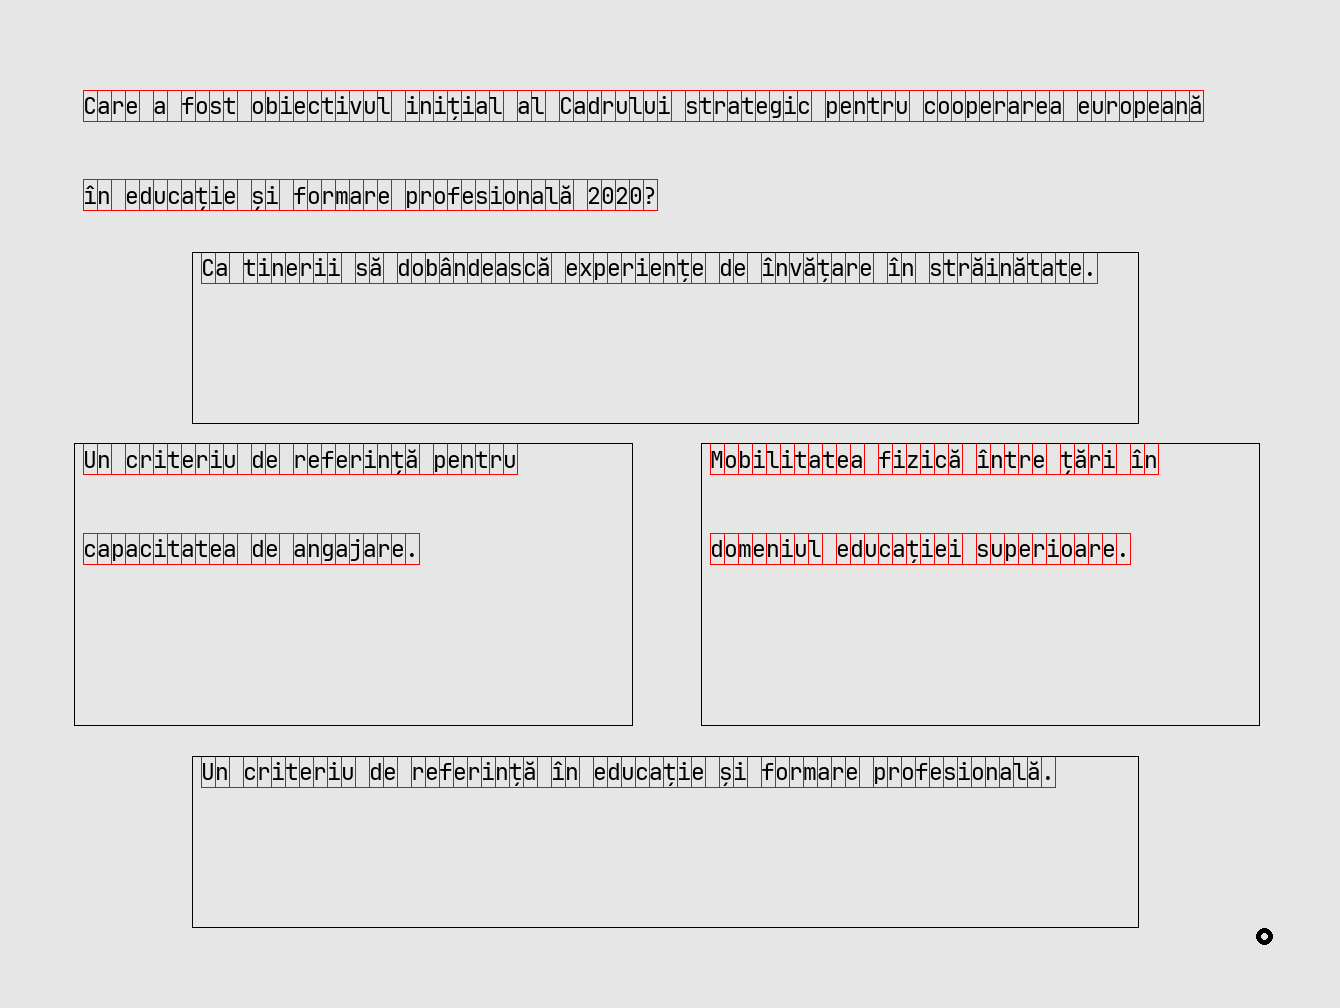 Care a fost obiectivul inițial al Cadrului strategic pentru cooperarea europeană
în educație și formare profesională 2020?
Ca tinerii să dobândească experiențe de învățare în străinătate.
Un criteriu de referință pentru
capacitatea de angajare.
Mobilitatea fizică între țări în
domeniul educației superioare.
Un criteriu de referință în educație și formare profesională.